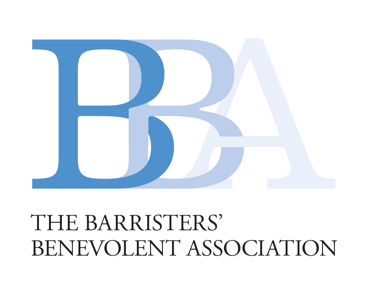 BBA
THE BARRISTERS’
BENEVOLENT ASSOCIATION